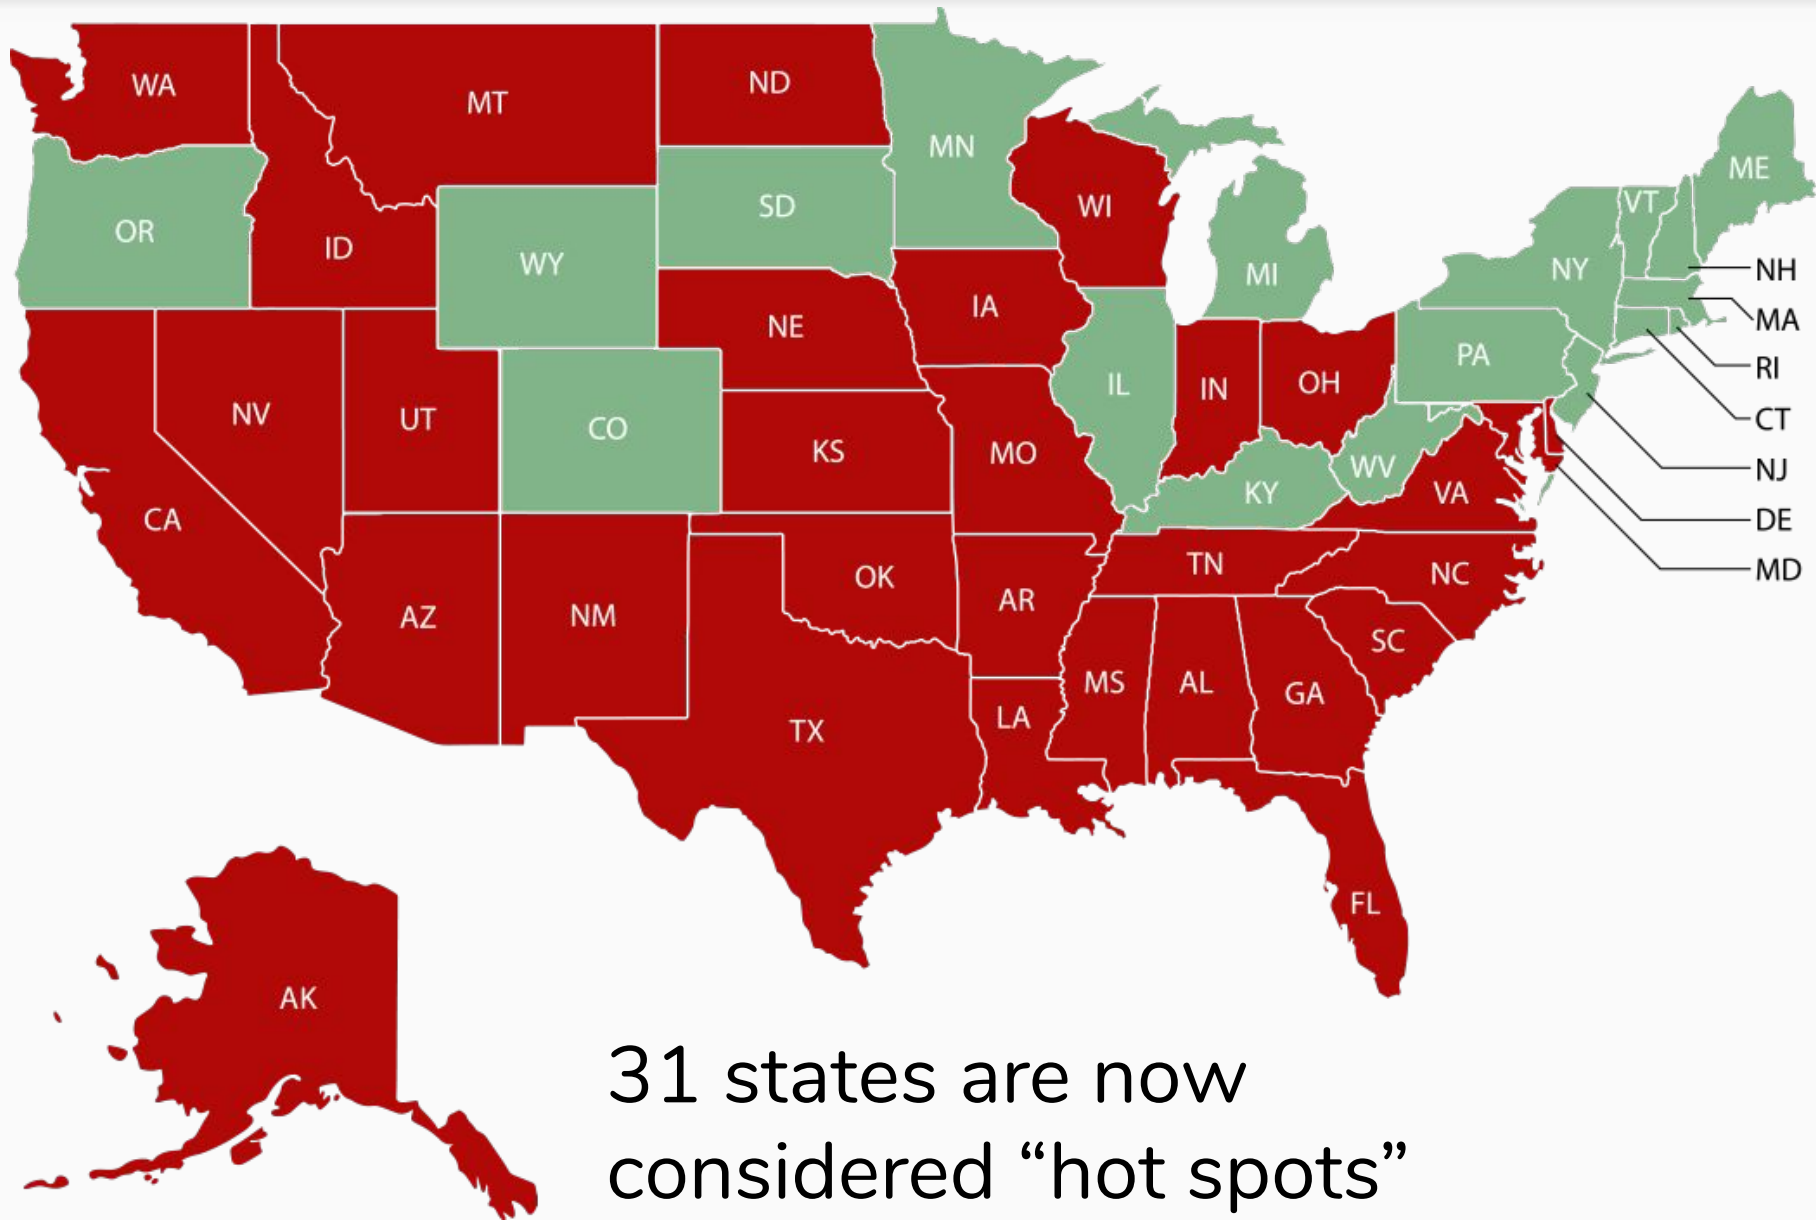 WA
MT
ND
MN
ME
OR
ID
WY
SD
WI
MI
NY
VT
NH
MA
RI
CT
NJ
DE
MD
NV
UT
CO
NE
IA
IL
IN
OH
PA
CA
KS
MO
KY
WV
VA
AZ
NM
OK
AR
TN
NC
SC
TX
LA
MS
AL
GA
FL
AK
31 states are now
considered “hot spots”